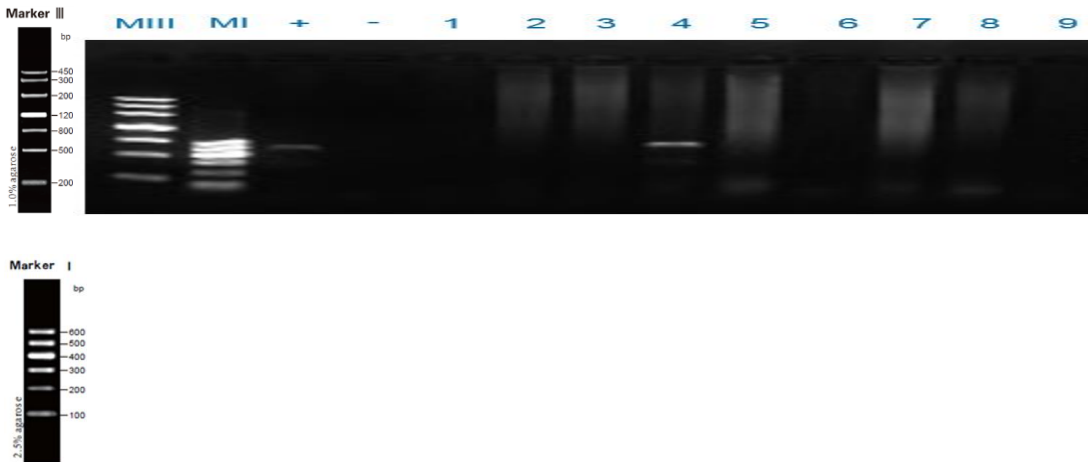 Marker III
MIII MI + - 1 2 3 4 5 6 7 8 9
bp
450
300
200
120
800
500
200
1.0% agarose
Marker I
bp
600
500
400
300
200
100
2.5% agarose